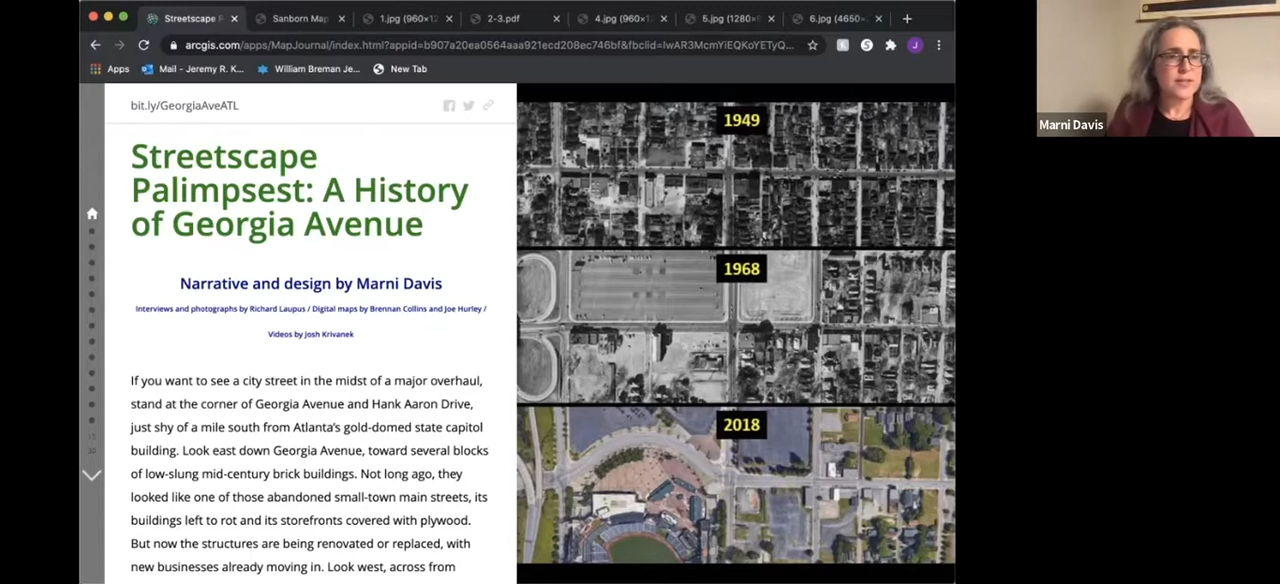 Streetscape P
Sanborn Map
1.jpg (960×12
2-3.pdf
4.jpg (960×12
5.jpg (1280×
6.jpg (4650×
arcgis.com/apps/MapJournal/index.html?appid=b907a20ea0564aaa921ecd208ec746bf&fbclid=IwAR3McmYiEQKoYETyQ...
S
J
Apps
Mail - Jeremy R. K...
William Breman Je...
New Tab
bit.ly/GeorgiaAveATL
Streetscape
Palimpsest: A History
of Georgia Avenue
Narrative and design by Marni Davis
Interviews and photographs by Richard Laupus / Digital maps by Brennan Collins and Joe Hurley /
Videos by Josh Krivanek
If you want to see a city street in the midst of a major overhaul,
stand at the corner of Georgia Avenue and Hank Aaron Drive,
just shy of a mile south from Atlanta's gold-domed state capitol
building. Look east down Georgia Avenue, toward several blocks
of low-slung mid-century brick buildings. Not long ago, they
looked like one of those abandoned small-town main streets, its
buildings left to rot and its storefronts covered with plywood.
But now the structures are being renovated or replaced, with
new businesses already moving in. Look west, across from
1949
1968
2018
Marni Davis